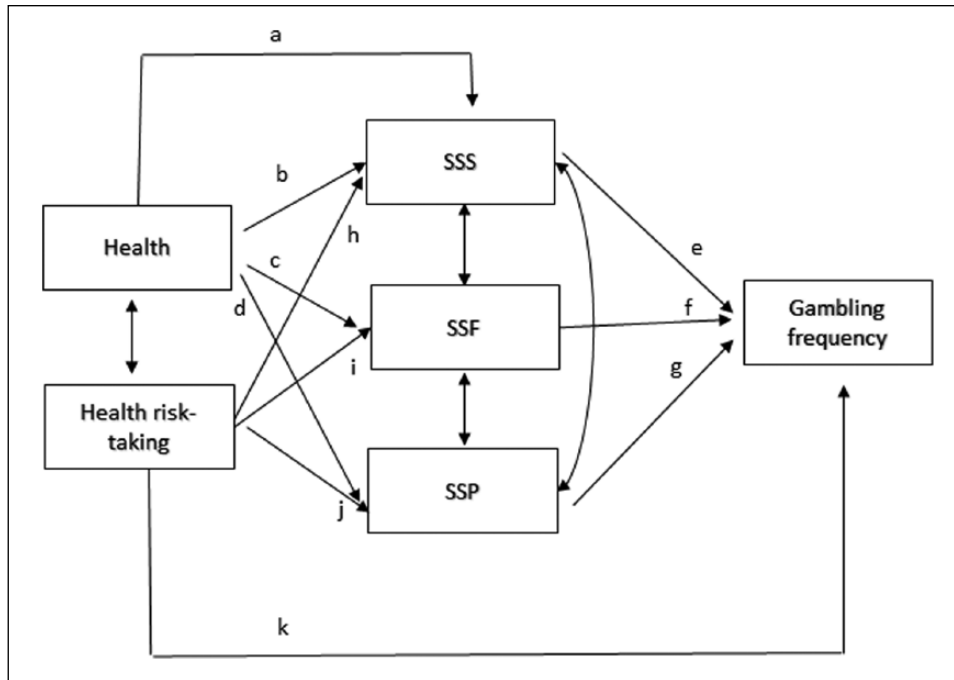 a
SSS
b
h
Health
c
e
d
SSF
f
Gambling
frequency
i
g
Health risk-
taking
SSP
j
k